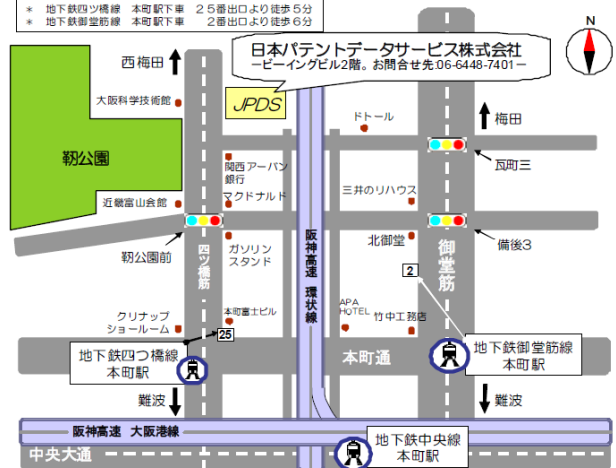 * 地下鉄四ツ橋線 本町駅下車 25番出口より徒歩5分
* 地下鉄御堂筋線 本町駅下車 2番出口より徒歩6分
日本パテントデータサービス株式会社
−ビーイングビル2階。お問合せ先:06-6448-7401−
N
西梅田
大阪科学技術館
JPDS
ドトール
梅田
靭公園
関西アーバン
銀行
瓦町三
近畿富山会館
マクドナルド
三井のリハウス
靭公園前
四ツ橋筋
ガソリン
スタンド
阪神高速 環状線
北御堂
御堂筋
備後3
2
クリナップ
ショールーム
本町富士ビル
25
APA
HOTEL
竹中工務店
地下鉄四つ橋線
本町駅
本町通
地下鉄御堂筋線
本町駅
難波
難波
阪神高速 大阪港線
中央大通
地下鉄中央線
本町駅